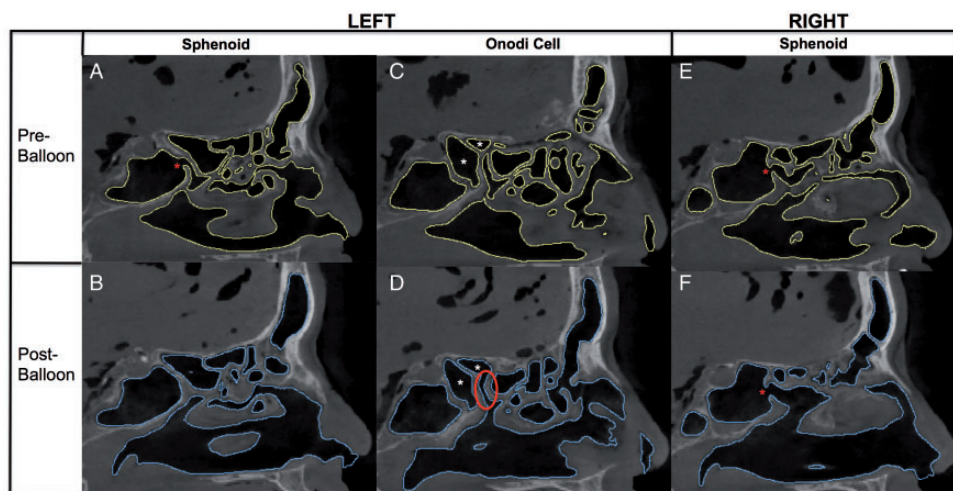 LEFT RIGHT
Sphenoid Onodi Cell Sphenoid
A C E
Pre-
Balloon
B D F
Post-
Balloon